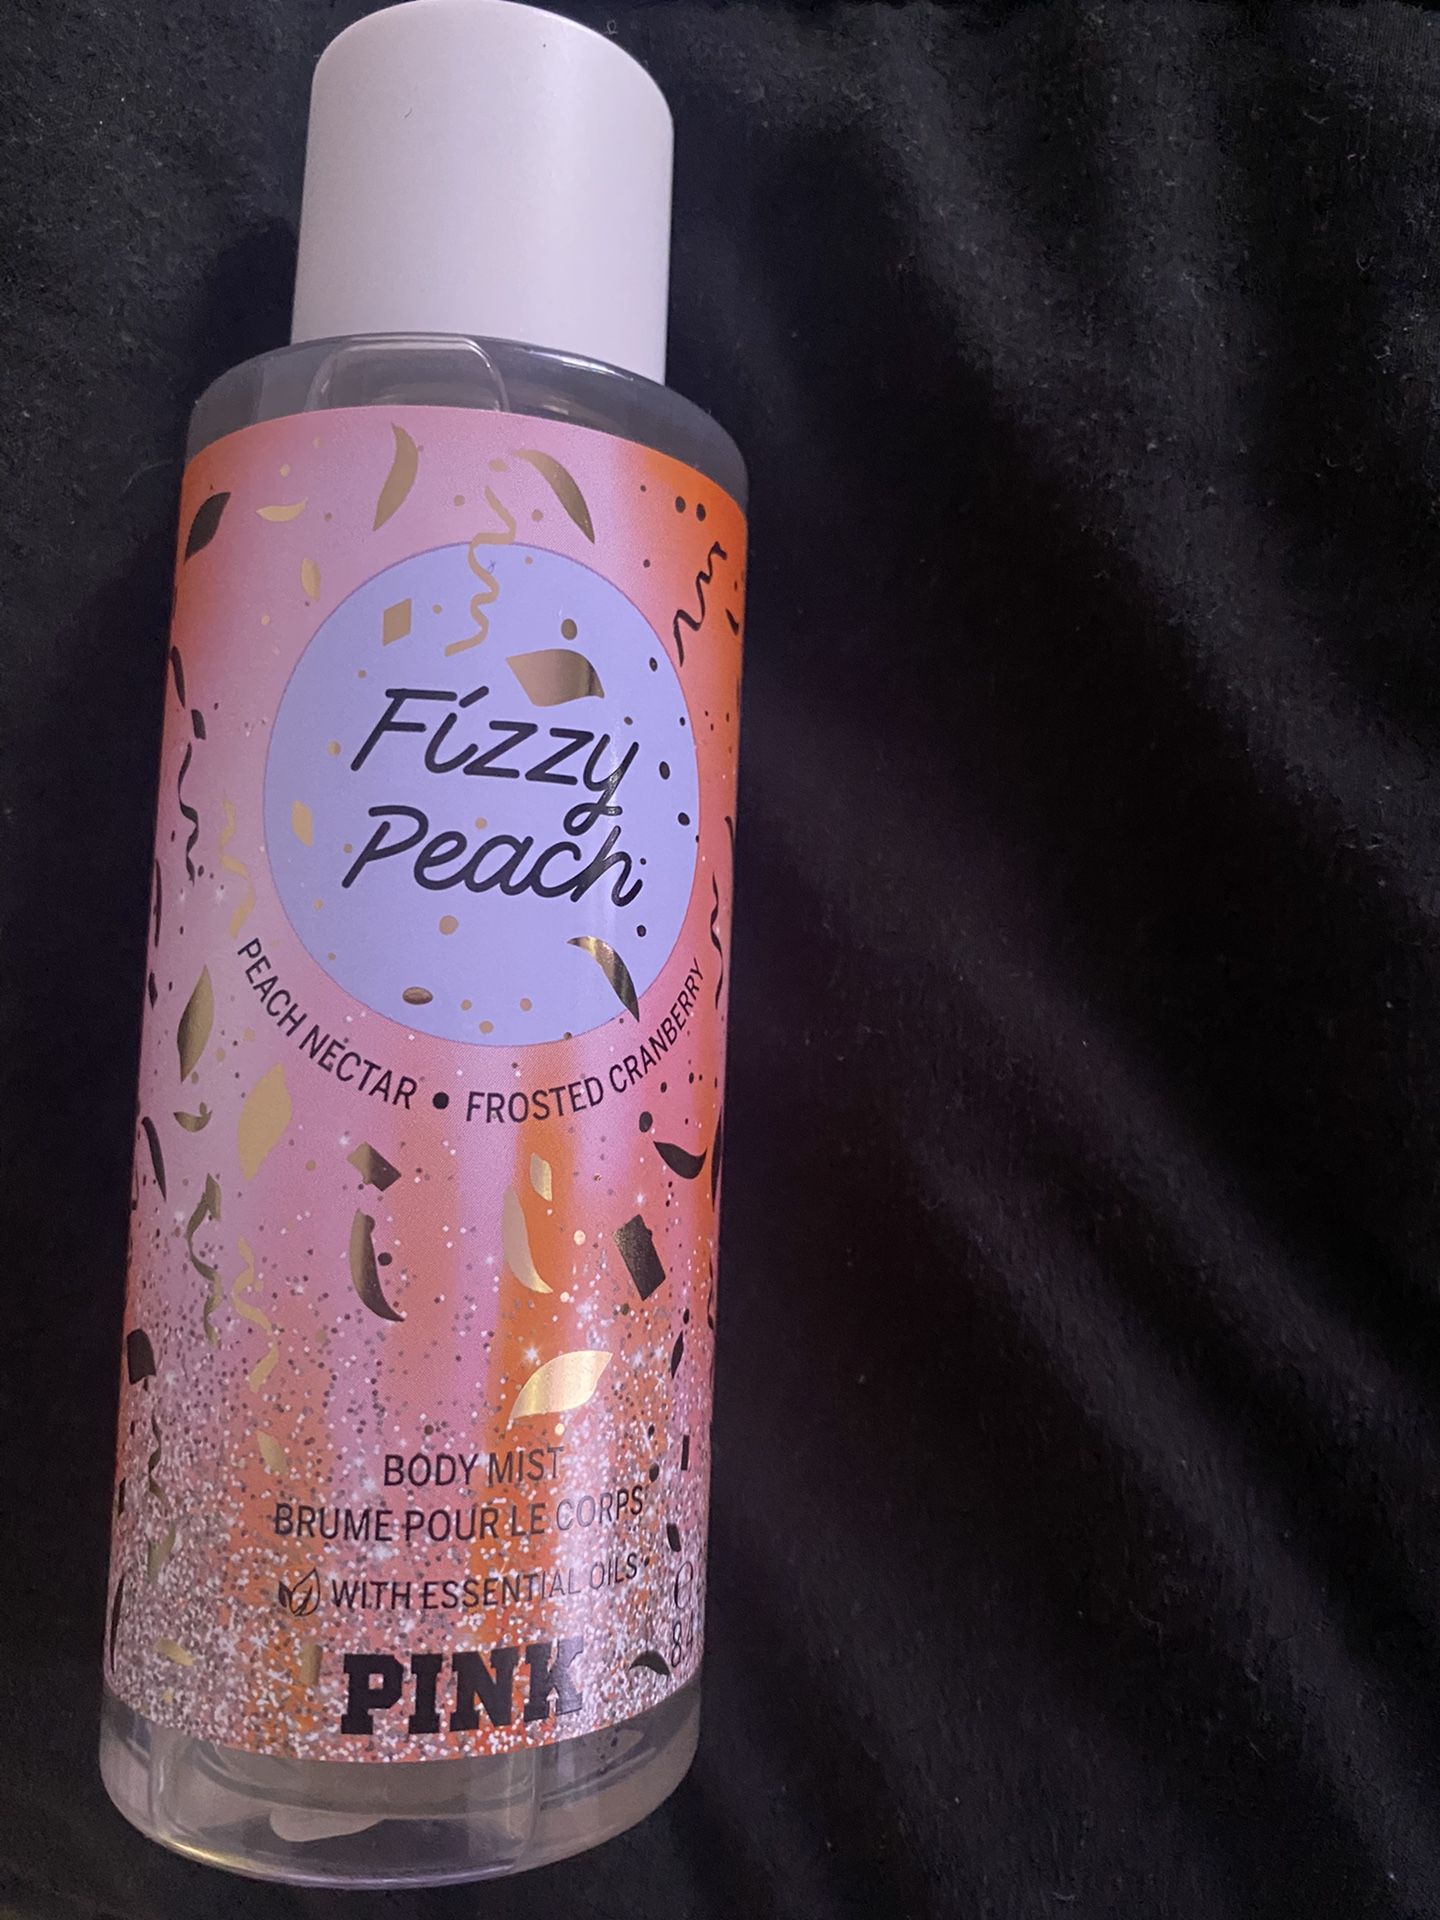 Fizzy
Peach
PEACH NECTAR • FROSTED CRANBERRY
BODY MIST
BRUME POUR LE CORPS
WITH ESSENTIAL OILS
PINK